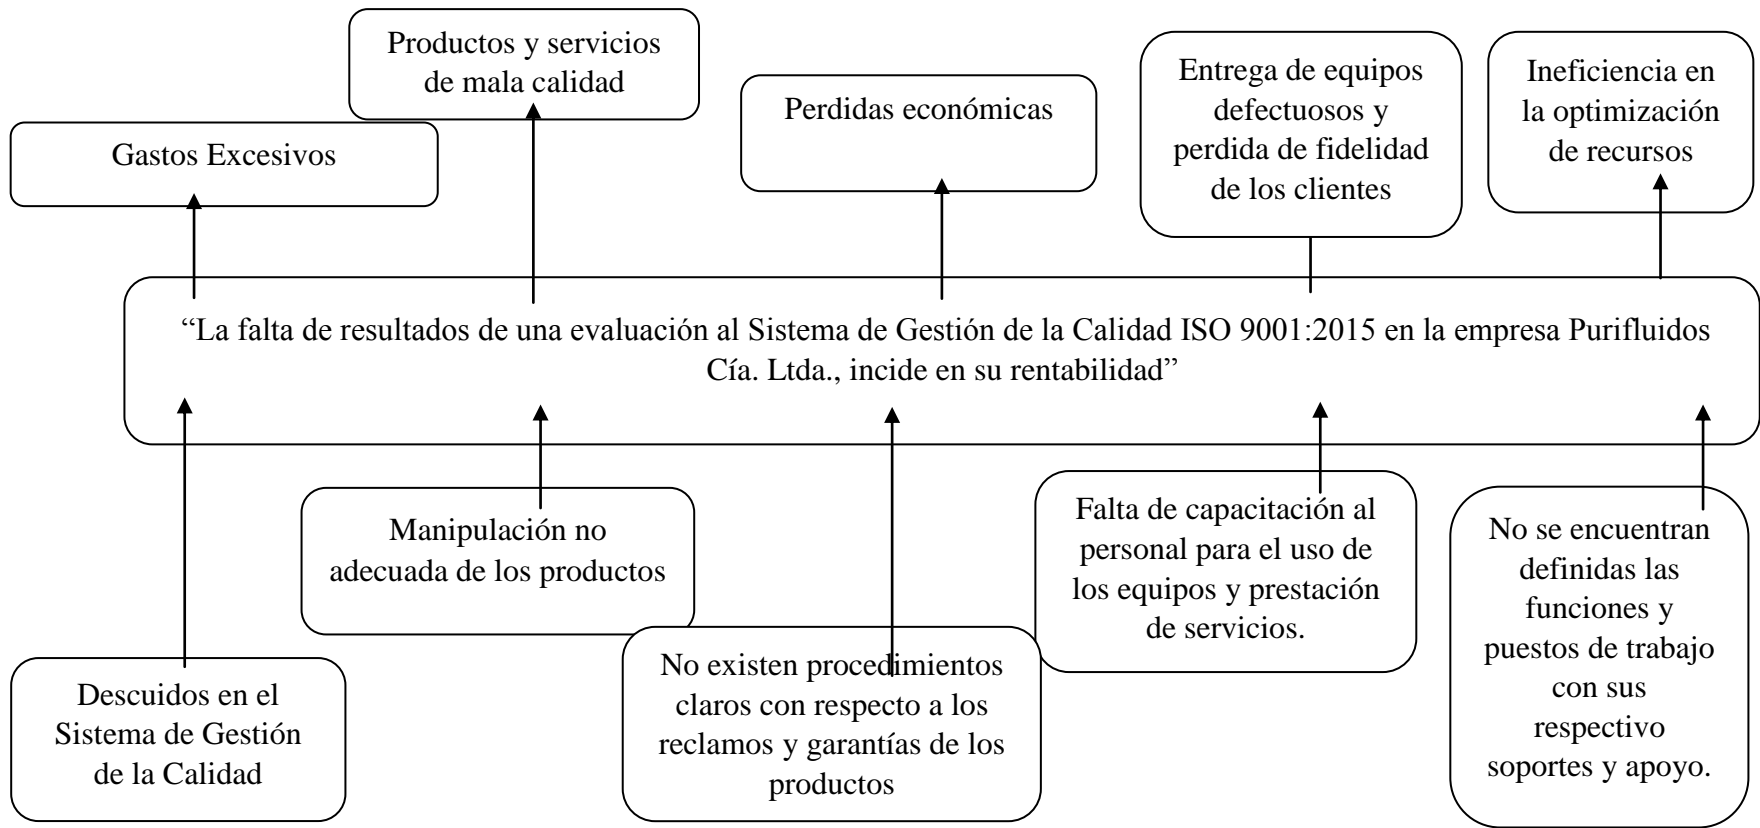 Productos y servicios
de mala calidad
Gastos Excesivos
Perdidas económicas
Entrega de equipos
defectuosos y
perdida de fidelidad
de los clientes
Ineficiencia en
la optimización
de recursos
“La falta de resultados de una evaluación al Sistema de Gestión de la Calidad ISO 9001:2015 en la empresa Purifluidos
Cía. Ltda., incide en su rentabilidad”
Descuidos en el
Sistema de Gestión
de la Calidad
Manipulación no
adecuada de los productos
No existen procedimientos
claros con respecto a los
reclamos y garantías de los
productos
Falta de capacitación al
personal para el uso de
los equipos y prestación
de servicios.
No se encuentran
definidas las
funciones y
puestos de trabajo
con sus
respectivo
soportes y apoyo.